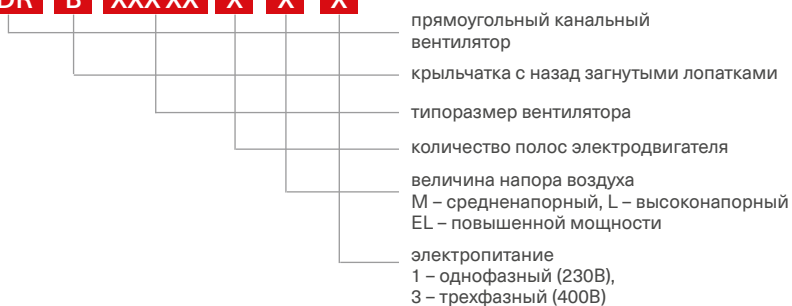 DR B XXX XX X X X
прямоугольный канальный
вентилятор
крыльчатка с назад загнутыми лопатками
типоразмер вентилятора
количество полос электродвигателя
величина напора воздуха
M – средненапорный, L – высоконапорный
EL – повышенной мощности
электропитание
1 – однофазный (230В),
3 – трехфазный (400В)